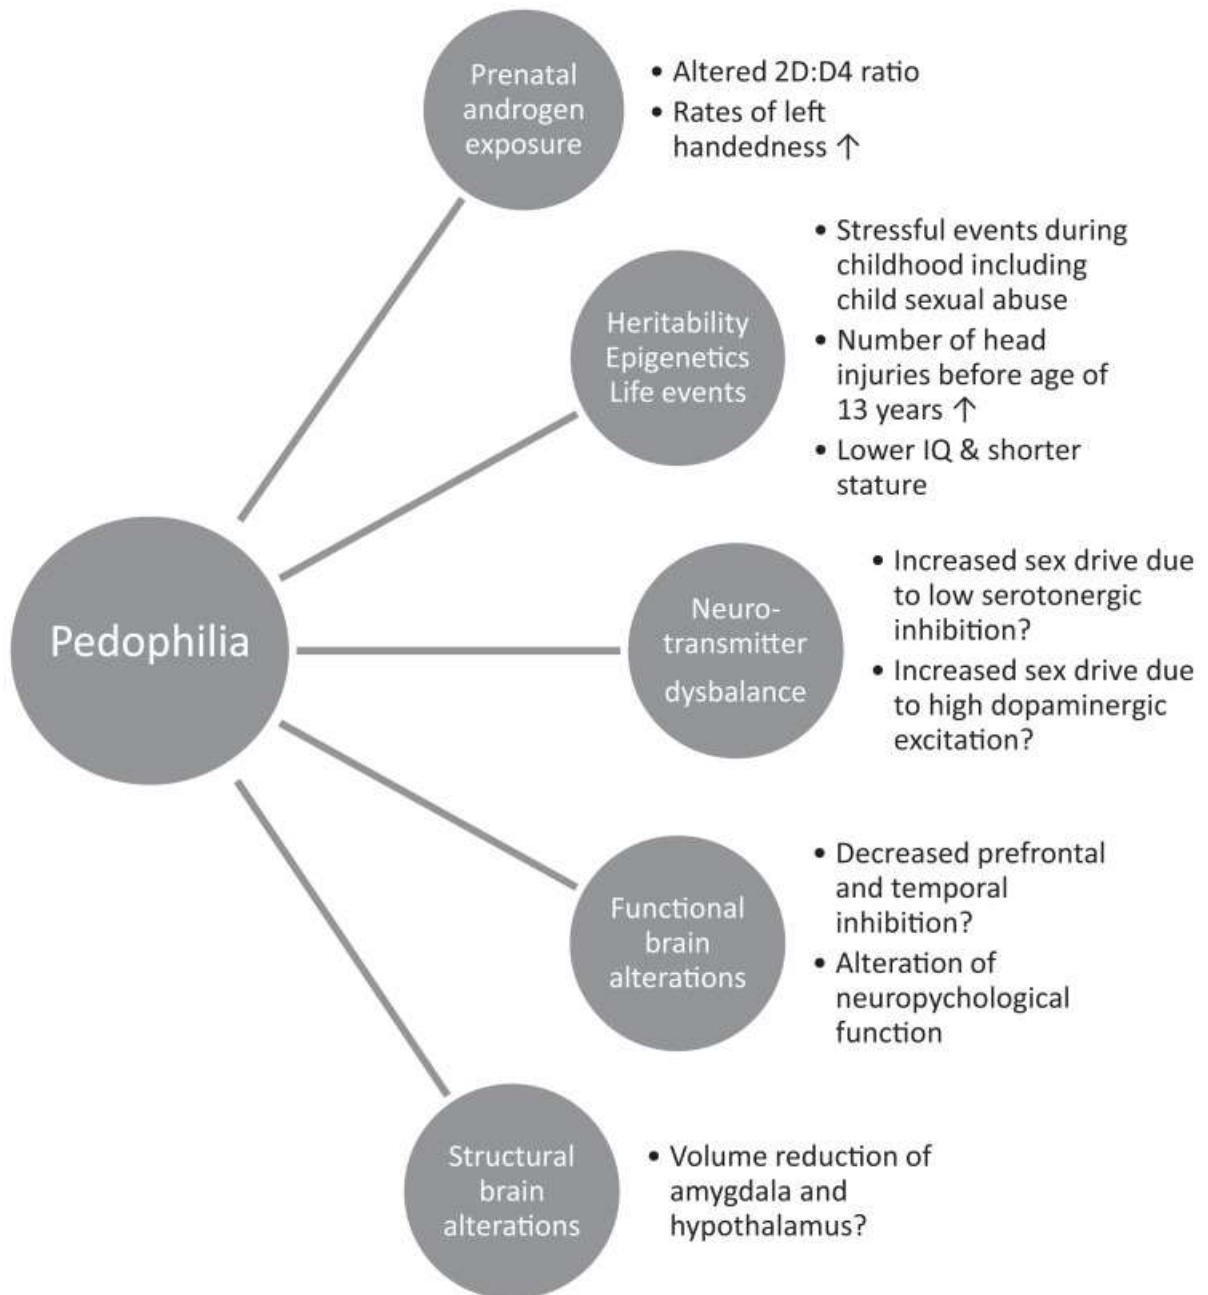 Prenatal
androgen
exposure
• Altered 2D:D4 ratio
• Rates of left
handedness ↑
Heritability
Epigenetics
Life events
• Stressful events during
childhood including
child sexual abuse
• Number of head
injuries before age of
13 years ↑
• Lower IQ & shorter
stature
Pedophilia
Neuro-
transmitter
dysbalance
• Increased sex drive due
to low serotonergic
inhibition?
• Increased sex drive due
to high dopaminergic
excitation?
Functional
brain
alterations
• Decreased prefrontal
and temporal
inhibition?
• Alteration of
neuropychological
function
Structural
brain
alterations
• Volume reduction of
amygdala and
hypothalamus?